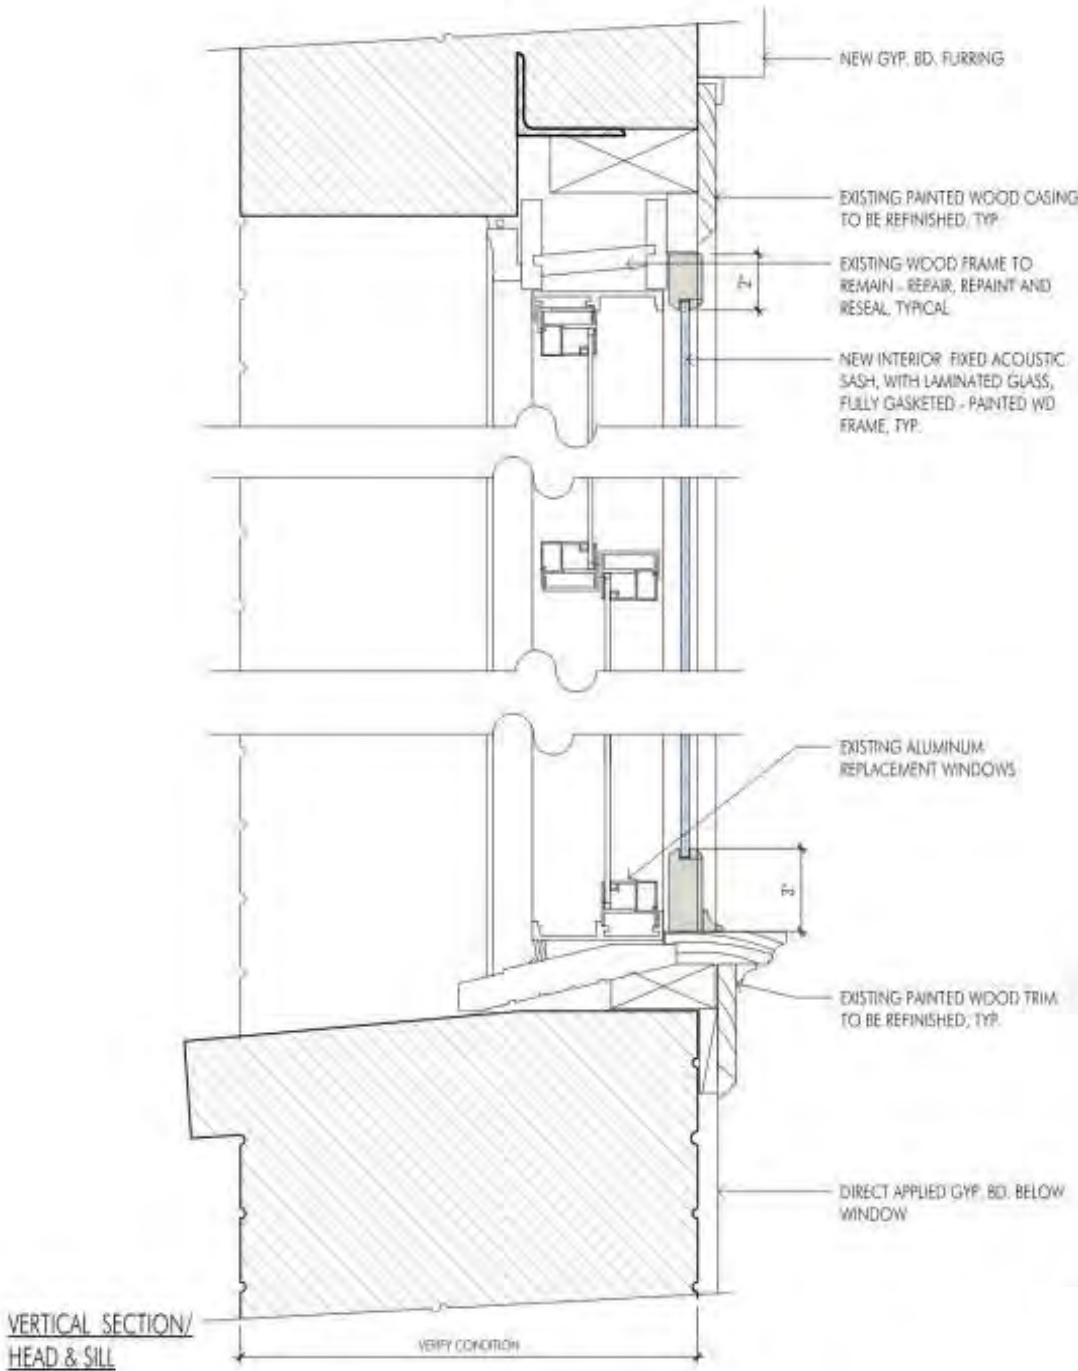 NEW GYP. BD. FURRING
EXISTING PAINTED WOOD CASING
TO BE REFINISHED, TYP.
EXISTING WOOD FRAME TO
REMAIN - REPAIR, REPAINT AND
RESEAL, TYPICAL
2"
NEW INTERIOR FIXED ACOUSTIC
SASH, WITH LAMINATED GLASS,
FULLY GASKETED - PAINTED WD
FRAME, TYP.
EXISTING ALUMINUM
REPLACEMENT WINDOWS
3"
EXISTING PAINTED WOOD TRIM
TO BE REFINISHED, TYP.
DIRECT APPLIED GYP. BD. BELOW
WINDOW
VERTICAL SECTION/
HEAD & SILL
VERIFY CONDITION